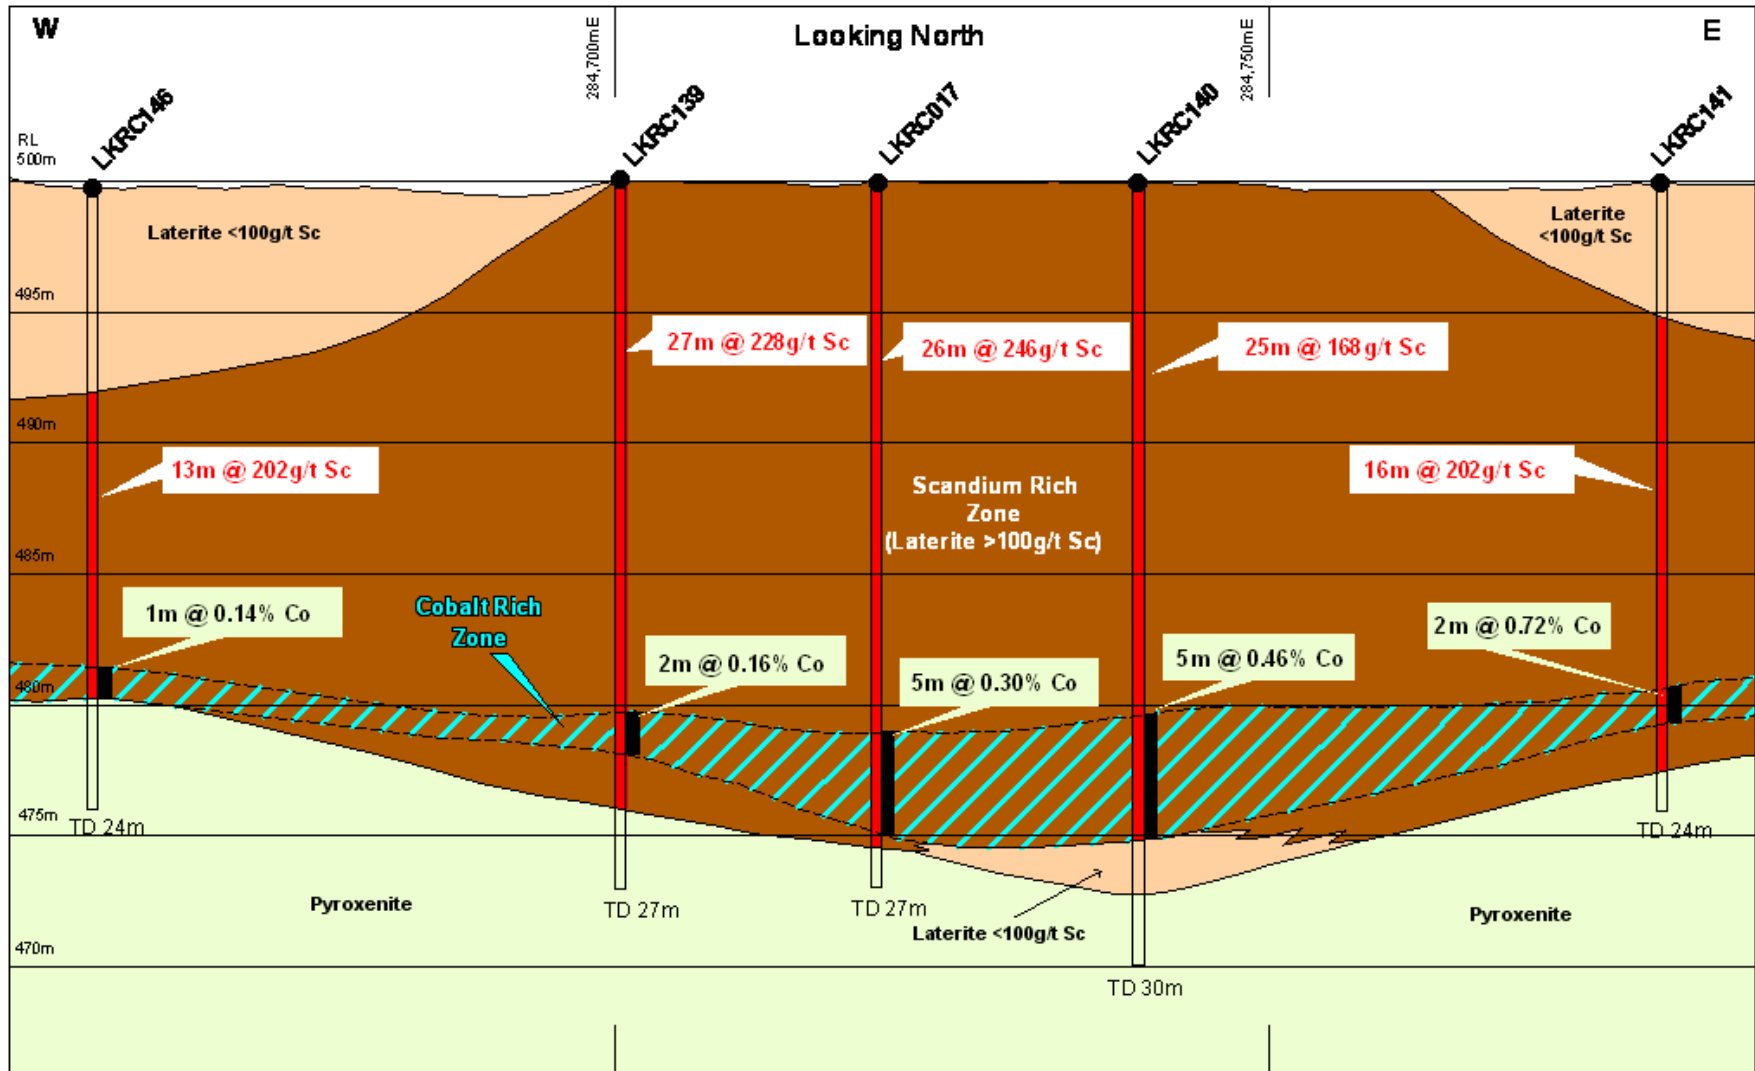 W
284,700mE
Looking North
284,750mE
E
LKRC146
LKRC139
LKRC017
LKRC140
LKRC141
RL
500m
Laterite <100g/t Sc
Laterite
<100g/t Sc
495m
27m @ 228g/t Sc
26m @ 246g/t Sc
25m @ 168g/t Sc
490m
13m @ 202g/t Sc
16m @ 202g/t Sc
Scandium Rich
Zone
(Laterite >100g/t Sc)
485m
1m @ 0.14% Co
Cobalt Rich
Zone
2m @ 0.72% Co
2m @ 0.16% Co
5m @ 0.30% Co
5m @ 0.46% Co
480m
475m
TD 24m
TD 24m
Pyroxenite
TD 27m
TD 27m
Laterite <100g/t Sc
Pyroxenite
470m
TD 30m